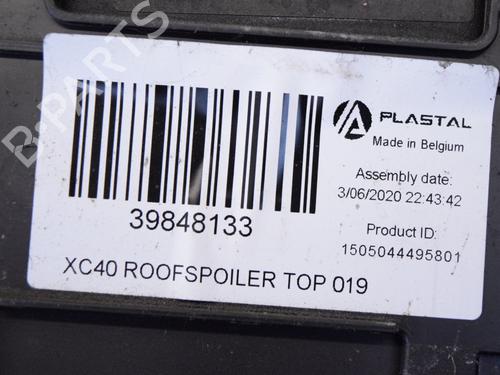 B-PARTS
PLASTAL
Made in Belgium
Assembly date:
3/06/2020 22:43:42
Product ID:
1505044495801
39848133
XC40 ROOFSPOILER TOP 019